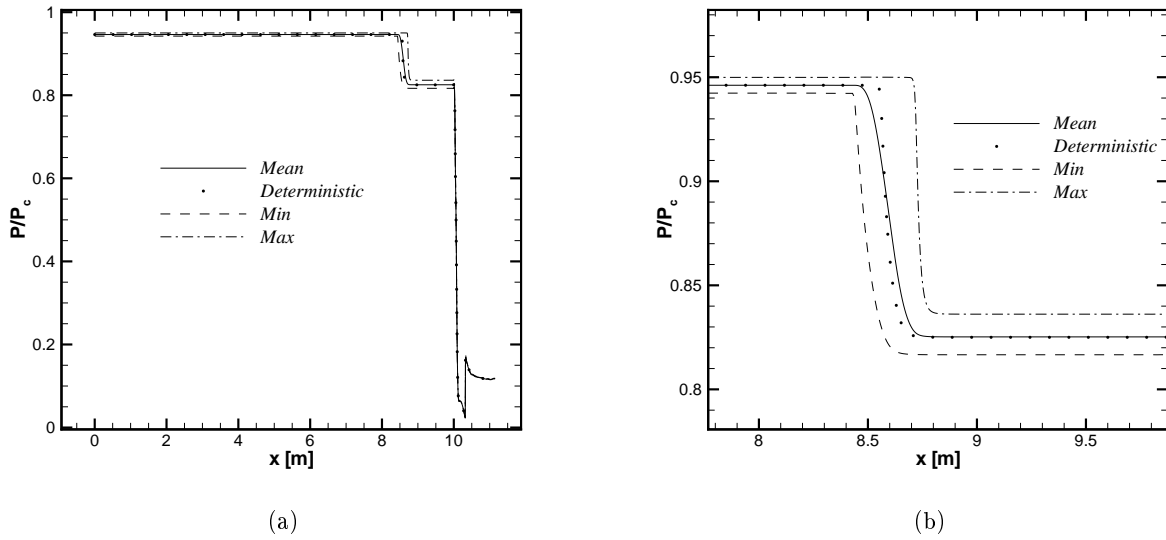 P/Pc
1
0.8
0.6
0.4
0.2
0
0
2
4
6
8
10
x [m]
Mean
Deterministic
Min
Max
(a)
P/Pc
0.95
0.9
0.85
0.8
8
8.5
9
9.5
x [m]
Mean
Deterministic
Min
Max
(b)